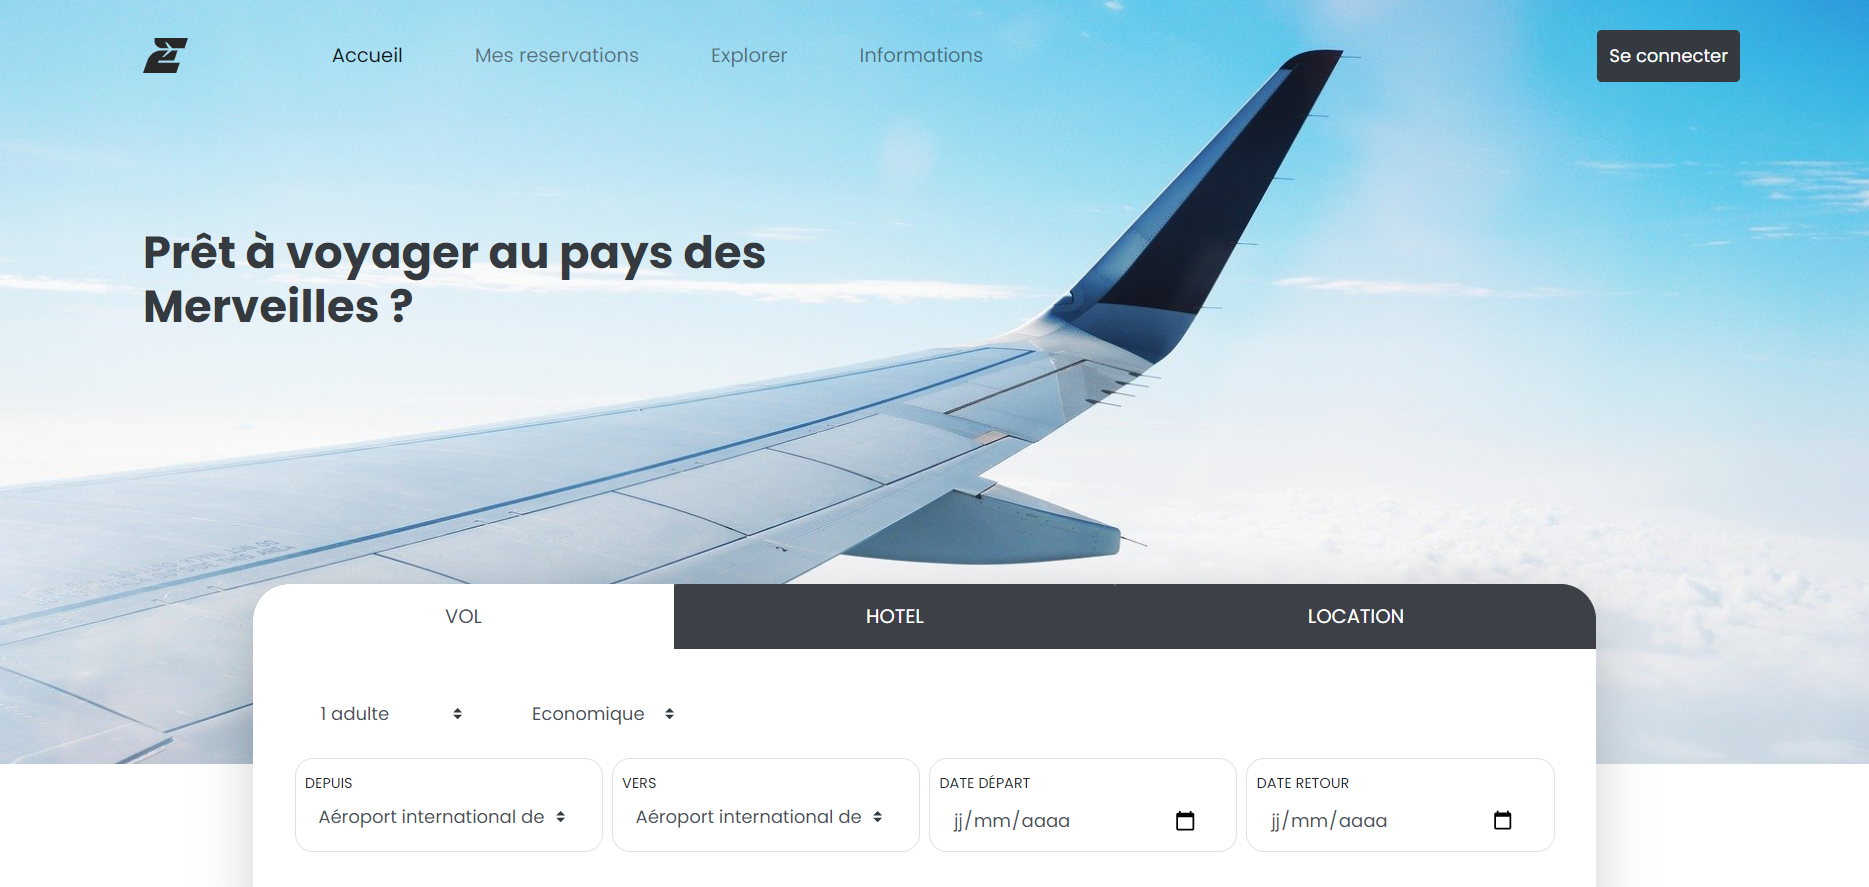 Accueil
Mes reservations
Explorer
Informations
Se connecter
Prêt à voyager au pays des
Merveilles ?
VOL
HOTEL
LOCATION
1 adulte
Economique
DEPUIS
Aéroport international de
VERS
Aéroport international de
DATE DÉPART
jj/mm/aaaa
DATE RETOUR
jj/mm/aaaa